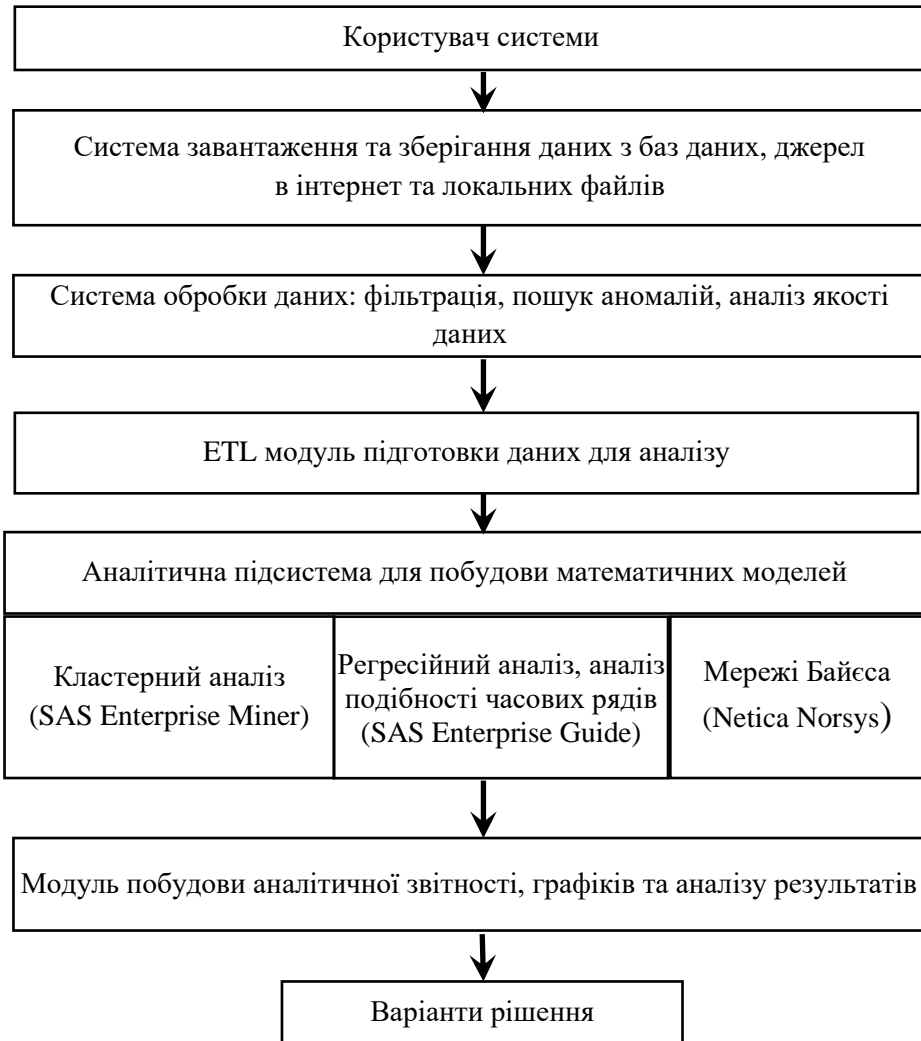 Користувач системи
Система завантаження та зберігання даних з баз даних, джерел
в інтернет та локальних файлів
Система обробки даних: фільтрація, пошук аномалій, аналіз якості
даних
ETL модуль підготовки даних для аналізу
Аналітична підсистема для побудови математичних моделей
Кластерний аналіз
(SAS Enterprise Miner)
Регресійний аналіз, аналіз
подібності часових рядів
(SAS Enterprise Guide)
Мережі Байєса
(Netica Norsys)
Модуль побудови аналітичної звітності, графіків та аналізу результатів
Варіанти рішення